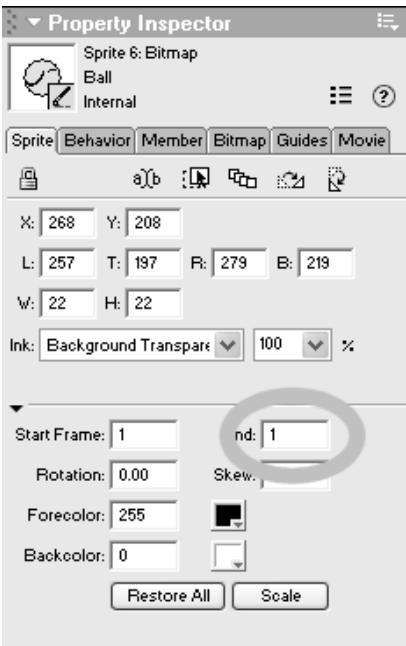 Property Inspector
Sprite 6: Bitmap
Ball
Internal
Sprite Behavior Member Bitmap Guides Movie
a b
X: 268 Y: 208
L: 257 T: 197 R: 279 B: 219
W: 22 H: 22
Ink: Background Transpare 100 %
Start Frame: 1 nd: 1
Rotation: 0.00 Skew:
Forecolor: 255
Backcolor: 0
Restore All Scale